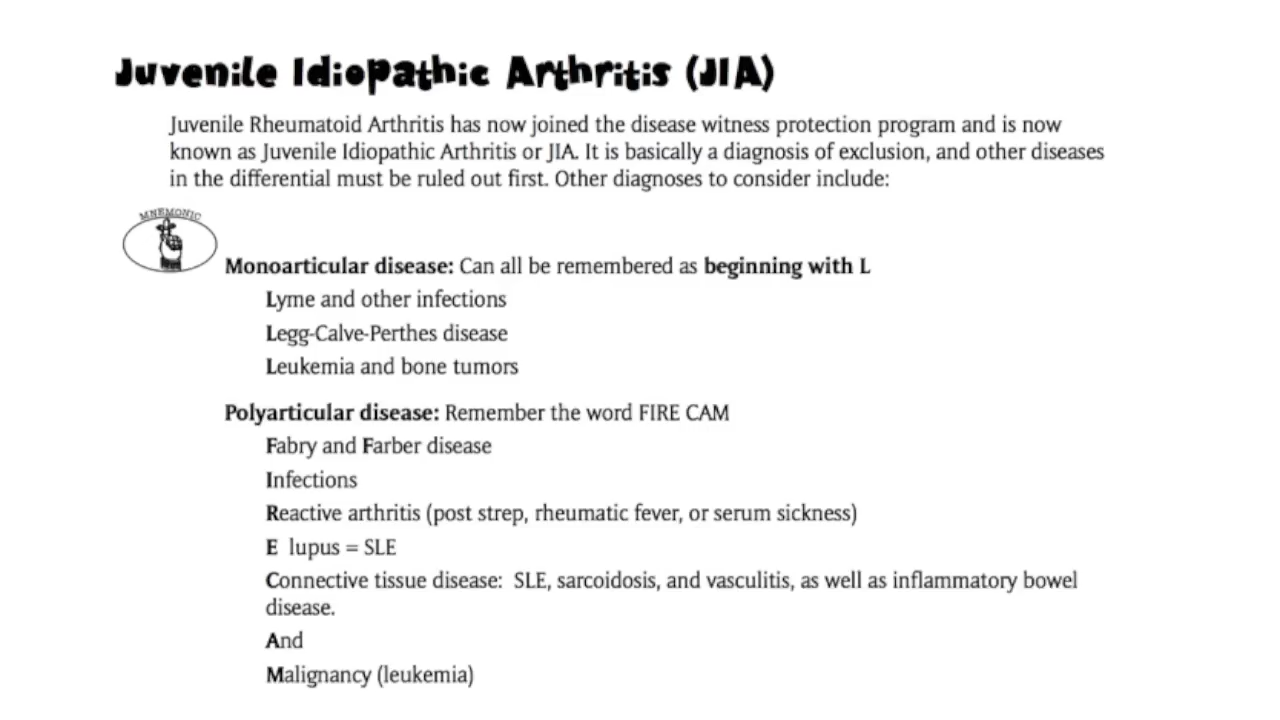 Juvenile Idiopathic Arthritis (JIA)
Juvenile Rheumatoid Arthritis has now joined the disease witness protection program and is now
known as Juvenile Idiopathic Arthritis or JIA. It is basically a diagnosis of exclusion, and other diseases
in the differential must be ruled out first. Other diagnoses to consider include:
MNEMONIC
Monoarticular disease: Can all be remembered as beginning with L
Lyme and other infections
Legg-Calve-Perthes disease
Leukemia and bone tumors
Polyarticular disease: Remember the word FIRE CAM
Fabry and Farber disease
Infections
Reactive arthritis (post strep, rheumatic fever, or serum sickness)
E lupus = SLE
Connective tissue disease: SLE, sarcoidosis, and vasculitis, as well as inflammatory bowel
disease.
And
Malignancy (leukemia)